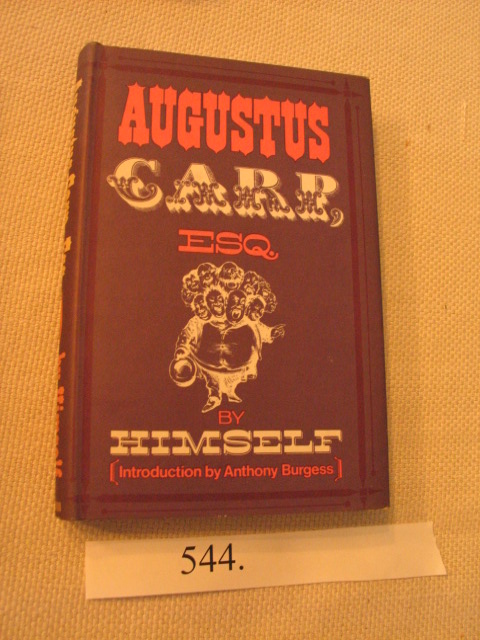 AUGUSTUS
CARP,
ESQ.
BY
HIMSELF
[Introduction by Anthony Burgess]
544.